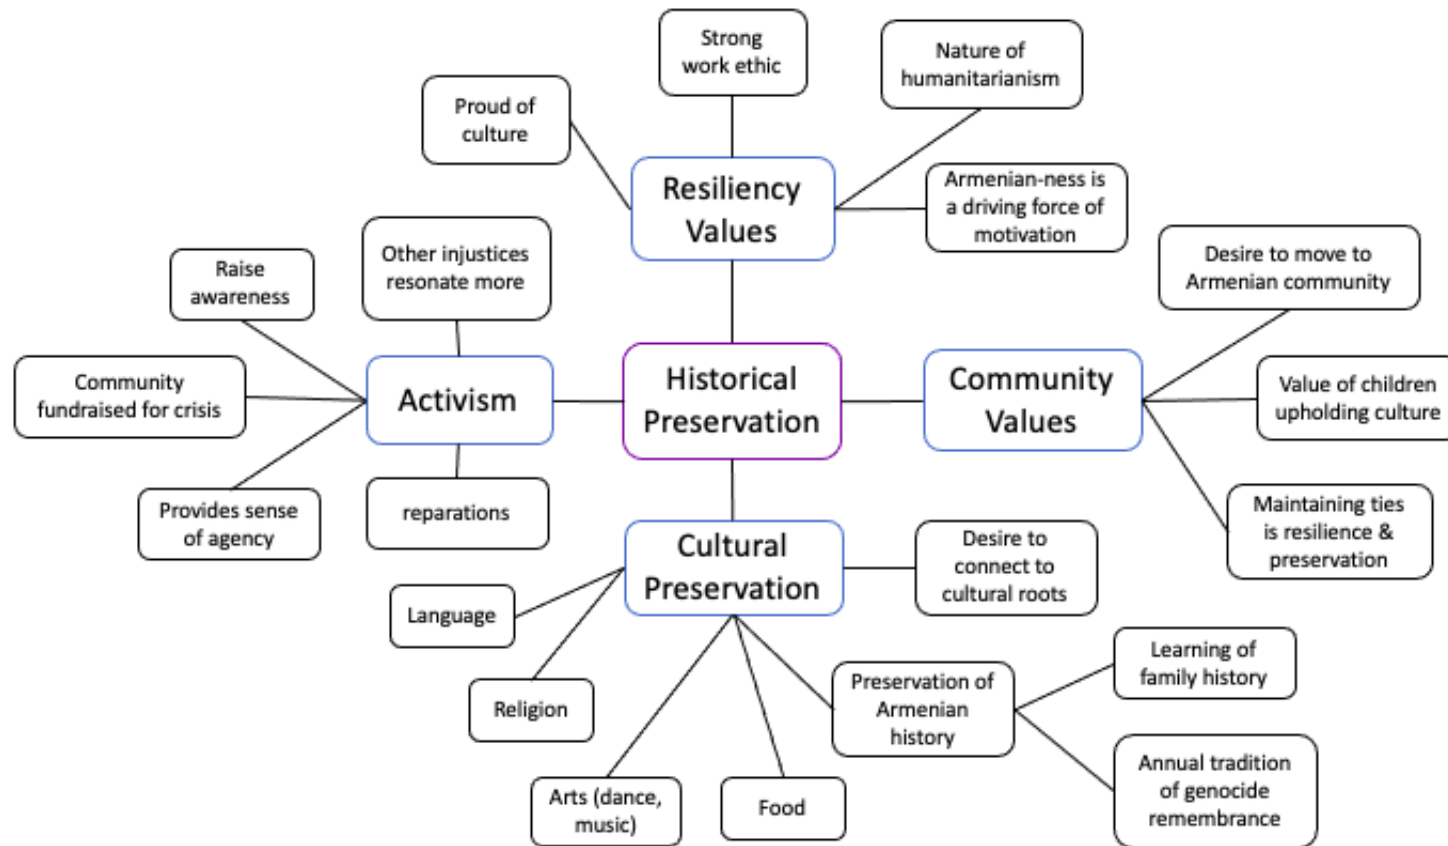 Strong
work ethic
Nature of
humanitarianism
Proud of
culture
Resiliency
Values
Armenian-ness is
a driving force of
motivation
Other injustices
resonate more
Raise
awareness
Desire to move to
Armenian community
Community
fundraised for crisis
Activism
Historical
Preservation
Community
Values
Value of children
upholding culture
Provides sense
of agency
reparations
Maintaining ties
is resilience &
preservation
Cultural
Preservation
Desire to
connect to
cultural roots
Language
Religion
Preservation of
Armenian
history
Learning of
family history
Arts (dance,
music)
Food
Annual tradition
of genocide
remembrance